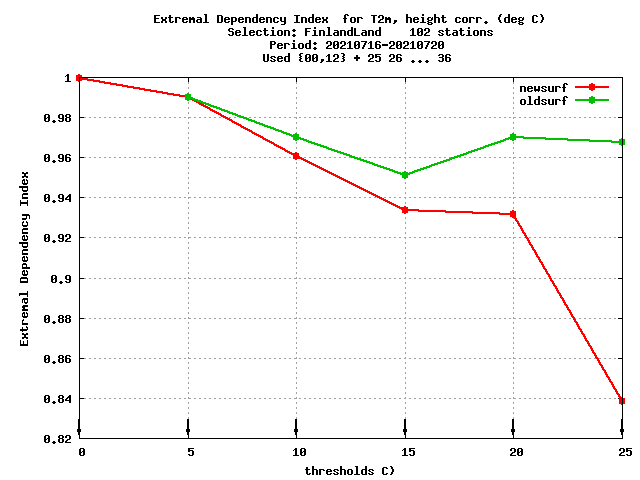 Extremal Dependency Index  for T2m, height corr. (deg C)
Selection: FinlandLand    102 stations
Period: 20210716-20210720
Used {00,12} + 25 26 ... 36
newsurf
oldsurf
1
0.98
0.96
0.94
0.92
0.9
0.88
0.86
0.84
0.82
Extremal Dependency Index
0 5 10 15 20 25
thresholds C)